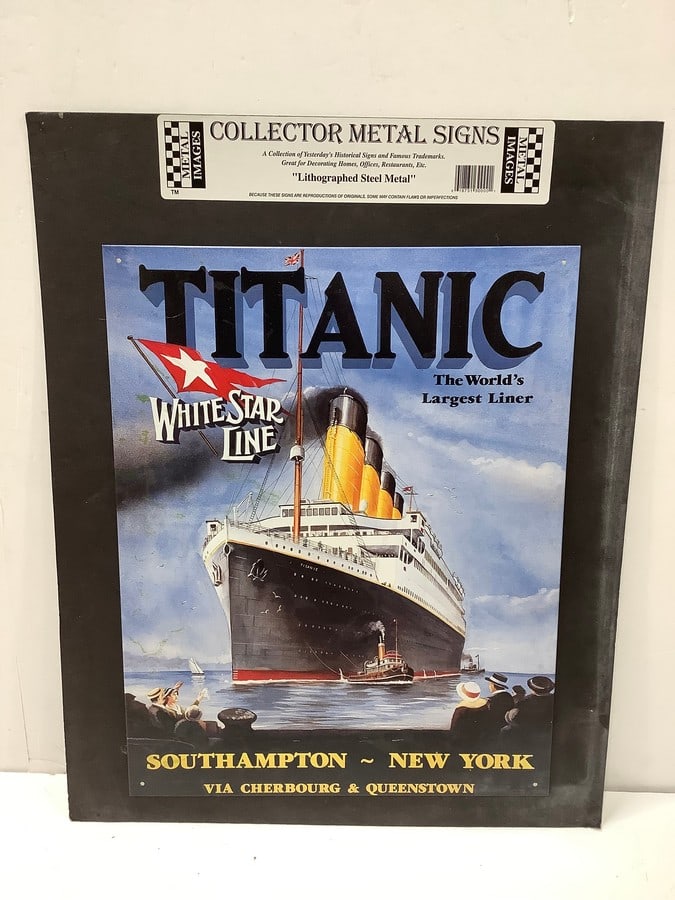 COLLECTOR METAL SIGNS
METAL IMAGES
TM
A Collection of Yesterday's Historical Signs and Famous Trademarks.
Great for Decorating Homes, Offices, Restaurants, Etc.
"Lithographed Steel Metal"
METAL IMAGES
BECAUSE THESE SIGNS ARE REPRODUCTIONS OF ORIGINALS, SOME MAY CONTAIN FLAWS OR IMPERFECTIONS
TITANIC
The World's
Largest Liner
WHITE STAR
LINE
TITANIC
SOUTHAMPTON ~ NEW YORK
VIA CHERBOURG & QUEENSTOWN